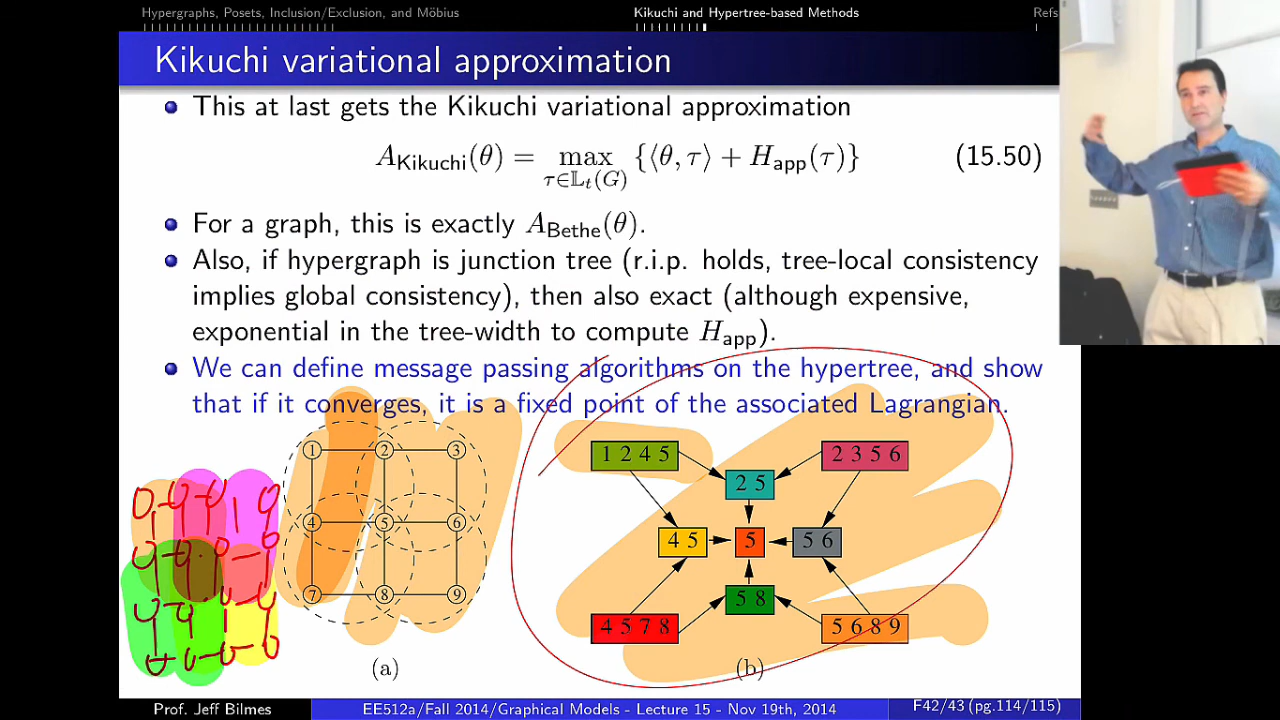 Hypergraphs, Posets, Inclusion/Exclusion, and Möbius Kikuchi and Hypertree-based Methods Refs
Kikuchi variational approximation
This at last gets the Kikuchi variational approximation
A_Kikuchi(θ) = max_{τ∈𝕃_t(G)} {⟨θ, τ⟩ + H_app(τ)} (15.50)
For a graph, this is exactly A_Bethe(θ).
Also, if hypergraph is junction tree (r.i.p. holds, tree-local consistency
implies global consistency), then also exact (although expensive,
exponential in the tree-width to compute H_app).
We can define message passing algorithms on the hypertree, and show
that if it converges, it is a fixed point of the associated Lagrangian.
1 2 3
4 5 6
7 8 9
(a)
1 2 4 5 2 3 5 6
2 5
4 5 5 5 6
5 8
4 5 7 8 5 6 8 9
(b)
Prof. Jeff Bilmes EE512a/Fall 2014/Graphical Models - Lecture 15 - Nov 19th, 2014 F42/43 (pg.114/115)